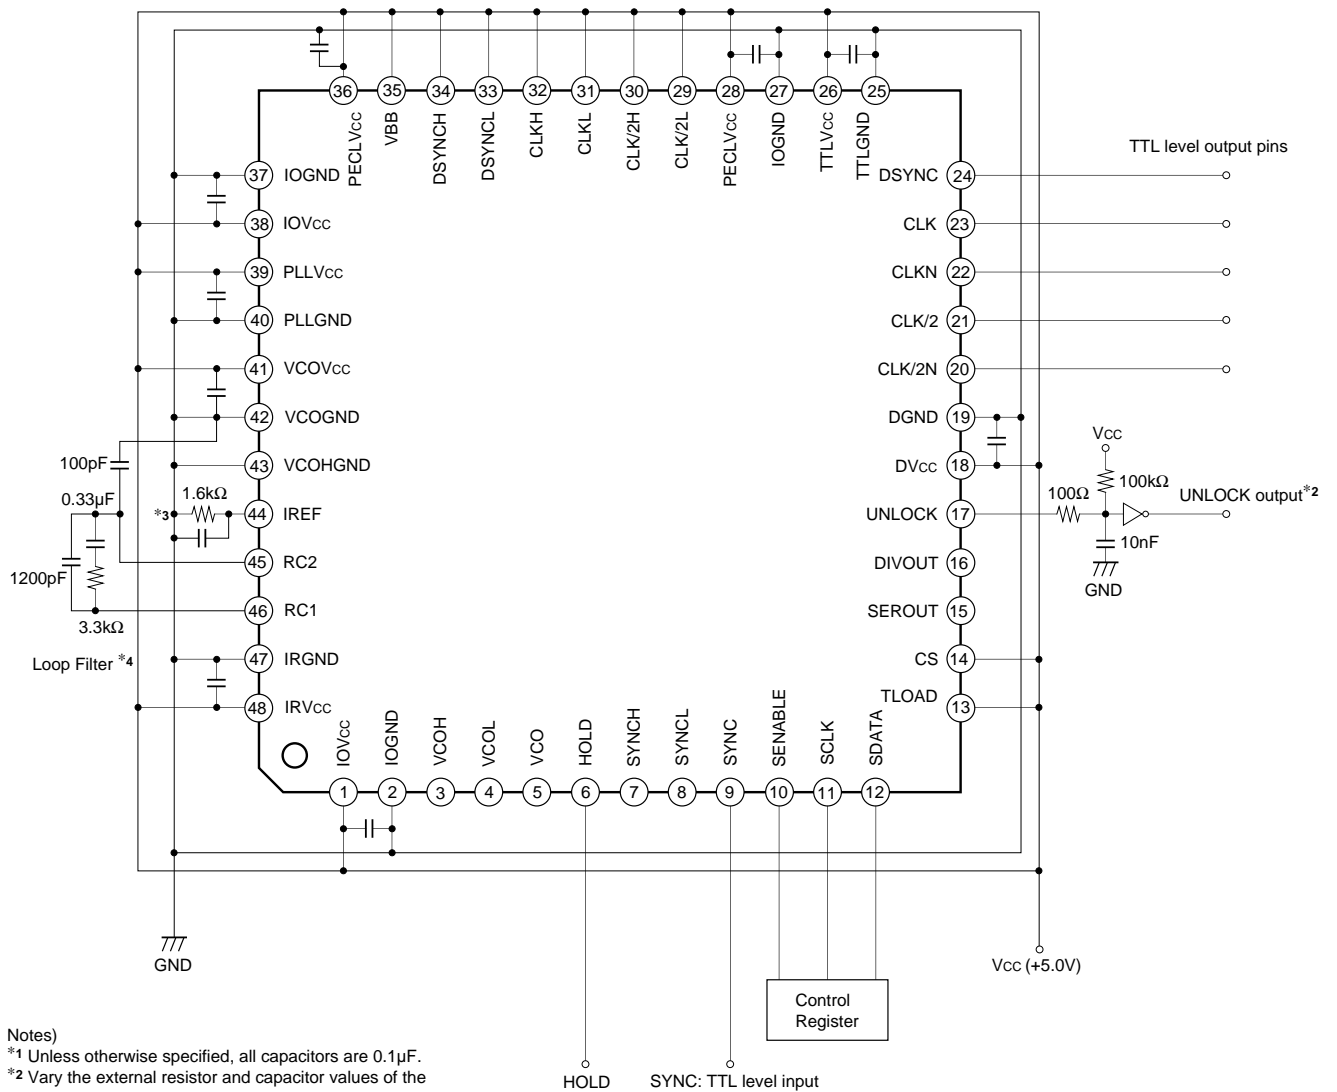 36
35
34
33
32
31
30
29
28
27
26
25
PECLVCC
VBB
DSYNCH
DSYNCL
CLKH
CLKL
CLK/2H
CLK/2L
PECLVCC
IOGND
TTLVCC
TTLGND
TTL level output pins
37 IOGND
38 IOVCC
39 PLLVCC
40 PLLGND
41 VCOVCC
42 VCOGND
43 VCOHGND
44 IREF
45 RC2
46 RC1
47 IRGND
48 IRVCC
100pF
0.33µF
*3
1.6kΩ
1200pF
3.3kΩ
Loop Filter *4
DSYNC 24
CLK 23
CLKN 22
CLK/2 21
CLK/2N 20
DGND 19
DVCC 18
UNLOCK 17
DIVOUT 16
SEROUT 15
CS 14
TLOAD 13
VCC
100kΩ
100Ω
UNLOCK output*2
10nF
GND
IOVCC
IOGND
VCOH
VCOL
VCO
HOLD
SYNCH
SYNCL
SYNC
SENABLE
SCLK
SDATA
1
2
3
4
5
6
7
8
9
10
11
12
GND
VCC (+5.0V)
Control
Register
HOLD
SYNC: TTL level input
Notes)
*1 Unless otherwise specified, all capacitors are 0.1µF.
*2 Vary the external resistor and capacitor values of the